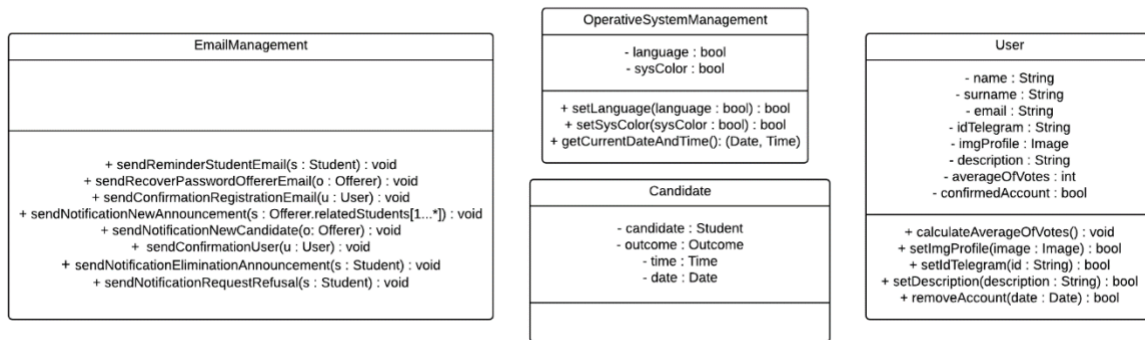 EmailManagement
+ sendReminderStudentEmail(s : Student) : void
+ sendRecoverPasswordOffererEmail(o : Offerer) : void
+ sendConfirmationRegistrationEmail(u : User) : void
+ sendNotificationNewAnnouncement(s : Offerer.relatedStudents[1...*]) : void
+ sendNotificationNewCandidate(o: Offerer) : void
+ sendConfirmationUser(u : User) : void
+ sendNotificationEliminationAnnouncement(s : Student) : void
+ sendNotificationRequestRefusal(s : Student) : void
OperativeSystemManagement
- language : bool
- sysColor : bool
+ setLanguage(language : bool) : bool
+ setSysColor(sysColor : bool) : bool
+ getCurrentDateAndTime(): (Date, Time)
Candidate
- candidate : Student
- outcome : Outcome
- time : Time
- date : Date
User
- name : String
- surname : String
- email : String
- idTelegram : String
- imgProfile : Image
- description : String
- averageOfVotes : int
- confirmedAccount : bool
+ calculateAverageOfVotes() : void
+ setImgProfile(image : Image) : bool
+ setIdTelegram(id : String) : bool
+ setDescription(description : String) : bool
+ removeAccount(date : Date) : bool